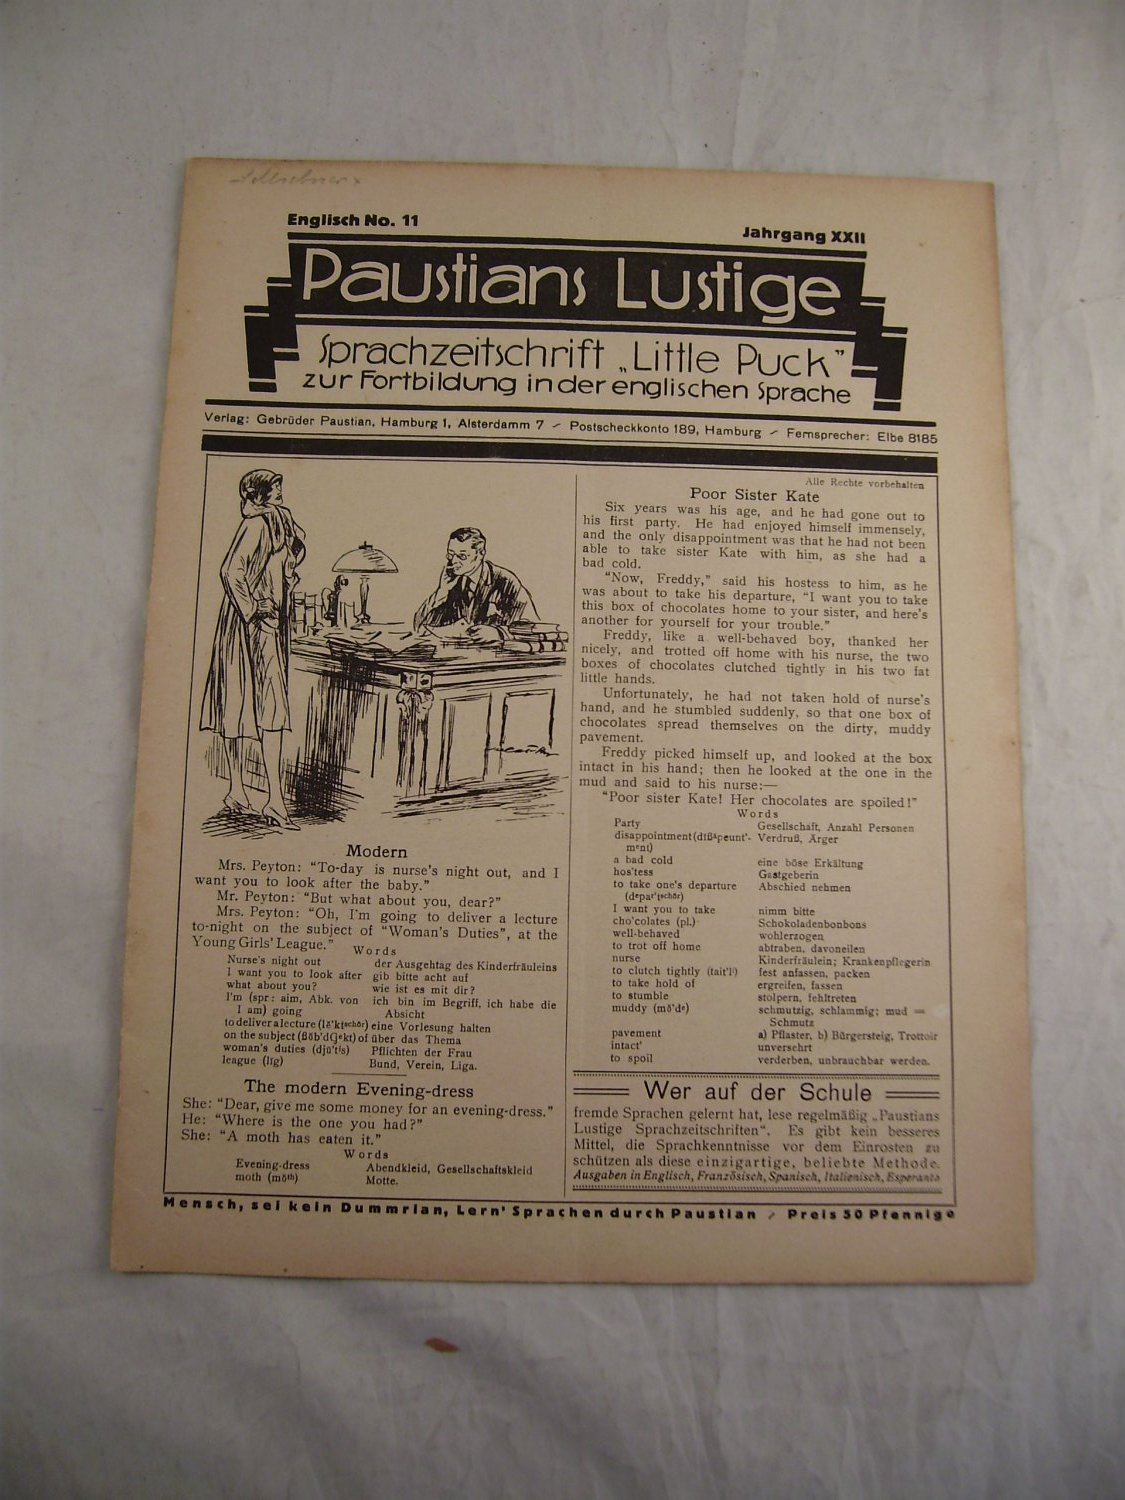 Englisch No. 11
Jahrgang XXII
Paustians Lustige
Sprachzeitschrift „Little Puck”
zur Fortbildung in der englischen Sprache
Verlag: Gebrüder Paustian, Hamburg 1, Alsterdamm 7 – Postscheckkonto 189, Hamburg – Fernsprecher: Elbe 8185
Modern
Mrs. Peyton: “To-day is nurse's night out, and I
want you to look after the baby.”
Mr. Peyton: “But what about you, dear?”
Mrs. Peyton: “Oh, I'm going to deliver a lecture
to-night on the subject of “Woman's Duties”, at the
Young Girls' League.”
Words
Nurse's night out der Ausgehtag des Kinderfräuleins
I want you to look after gib bitte acht auf
what about you? wie ist es mit dir?
I'm (spr: aim, Abk. von ich bin im Begriff, ich habe die
I am) going Absicht
to deliver a lecture eine Vorlesung halten
on the subject of über das Thema
woman's duties Pflichten der Frau
league (līg) Bund, Verein, Liga.
The modern Evening-dress
She: “Dear, give me some money for an evening-dress.”
He: “Where is the one you had?”
She: “A moth has eaten it.”
Words
Evening-dress Abendkleid, Gesellschaftskleid
moth Motte.
Alle Rechte vorbehalten
Poor Sister Kate
Six years was his age, and he had gone out to
his first party. He had enjoyed himself immensely,
and the only disappointment was that he had not been
able to take sister Kate with him, as she had a
bad cold.
“Now, Freddy,” said his hostess to him, as he
was about to take his departure, “I want you to take
this box of chocolates home to your sister, and here's
another for yourself for your trouble.”
Freddy, like a well-behaved boy, thanked her
nicely, and trotted off home with his nurse, the two
boxes of chocolates clutched tightly in his two fat
little hands.
Unfortunately, he had not taken hold of nurse's
hand, and he stumbled suddenly, so that one box of
chocolates spread themselves on the dirty, muddy
pavement.
Freddy picked himself up, and looked at the box
intact in his hand; then he looked at the one in the
mud and said to his nurse:—
“Poor sister Kate! Her chocolates are spoiled!”
Words
Party Gesellschaft, Anzahl Personen
disappointment Verdruß, Ärger
a bad cold eine böse Erkältung
hos'tess Gastgeberin
to take one's departure Abschied nehmen
I want you to take nimm bitte
cho'colates (pl.) Schokoladenbonbons
well-behaved wohlerzogen
to trot off home abtraben, davoneilen
nurse Kinderfräulein; Krankenpflegerin
to clutch tightly fest anfassen, packen
to take hold of ergreifen, fassen
to stumble stolpern, fehltreten
muddy schmutzig, schlammig; mud =
Schmutz
pavement a) Pflaster, b) Bürgersteig, Trottoir
intact' unversehrt
to spoil verderben, unbrauchbar werden.
Wer auf der Schule
fremde Sprachen gelernt hat, lese regelmäßig „Paustians
Lustige Sprachzeitschriften“. Es gibt kein besseres
Mittel, die Sprachkenntnisse vor dem Einrosten zu
schützen als diese einzigartige, beliebte Methode.
Ausgaben in Englisch, Französisch, Spanisch, Italienisch, Esperanto
Mensch, sei kein Dummrian, Lern' Sprachen durch Paustian / Preis 50 Pfennige